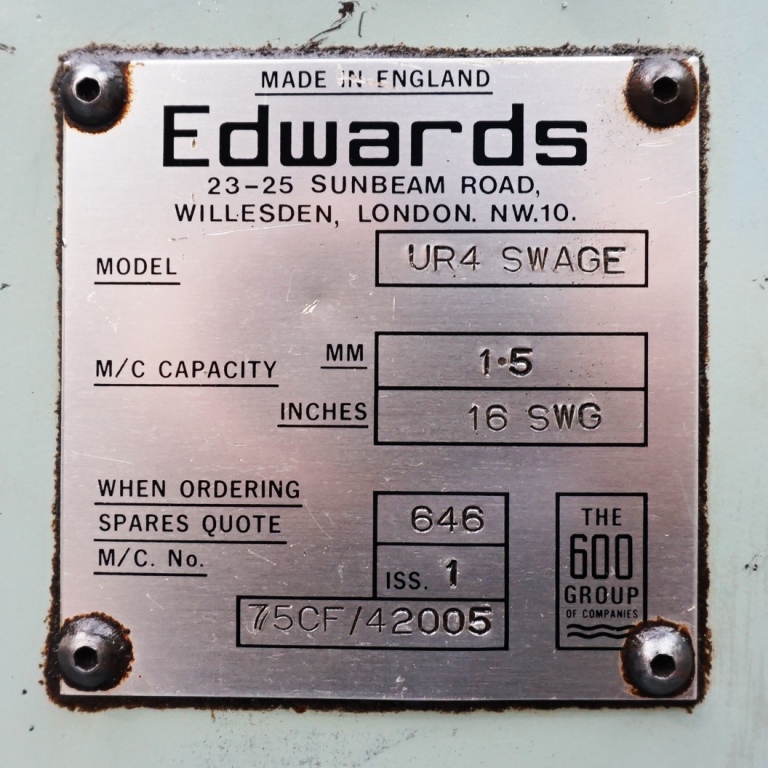 MADE IN ENGLAND
Edwards
23-25 SUNBEAM ROAD,
WILLESDEN, LONDON. NW.10.
MODEL UR4 SWAGE
M/C CAPACITY MM 1·5
INCHES 16 SWG
WHEN ORDERING
SPARES QUOTE 646
M/C. No. ISS. 1
75CF/42005
THE
600
GROUP
OF COMPANIES